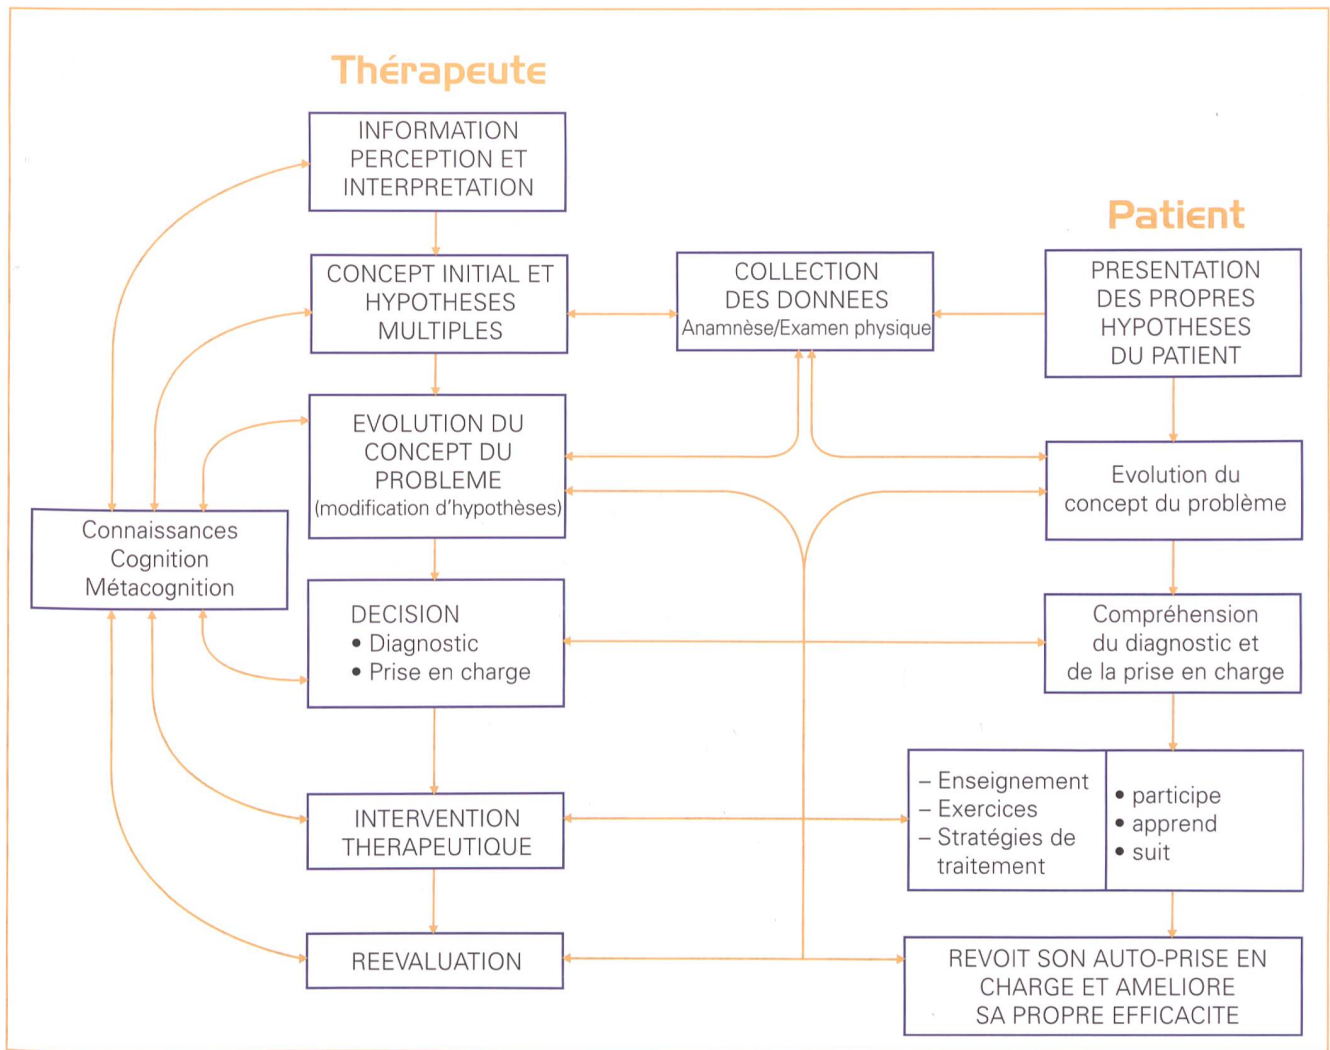 Thérapeute
INFORMATION
PERCEPTION ET
INTERPRETATION
Patient
CONCEPT INITIAL ET
HYPOTHESES
MULTIPLES
COLLECTION
DES DONNEES
Anamnèse/Examen physique
PRESENTATION
DES PROPRES
HYPOTHESES
DU PATIENT
EVOLUTION DU
CONCEPT DU
PROBLEME
(modification d'hypothèses)
Evolution du
concept du problème
Connaissances
Cognition
Métacognition
DECISION
• Diagnostic
• Prise en charge
Compréhension
du diagnostic et
de la prise en charge
INTERVENTION
THERAPEUTIQUE
– Enseignement
– Exercices
– Stratégies de
traitement
• participe
• apprend
• suit
REEVALUATION
REVOIT SON AUTO-PRISE EN
CHARGE ET AMELIORE
SA PROPRE EFFICACITE